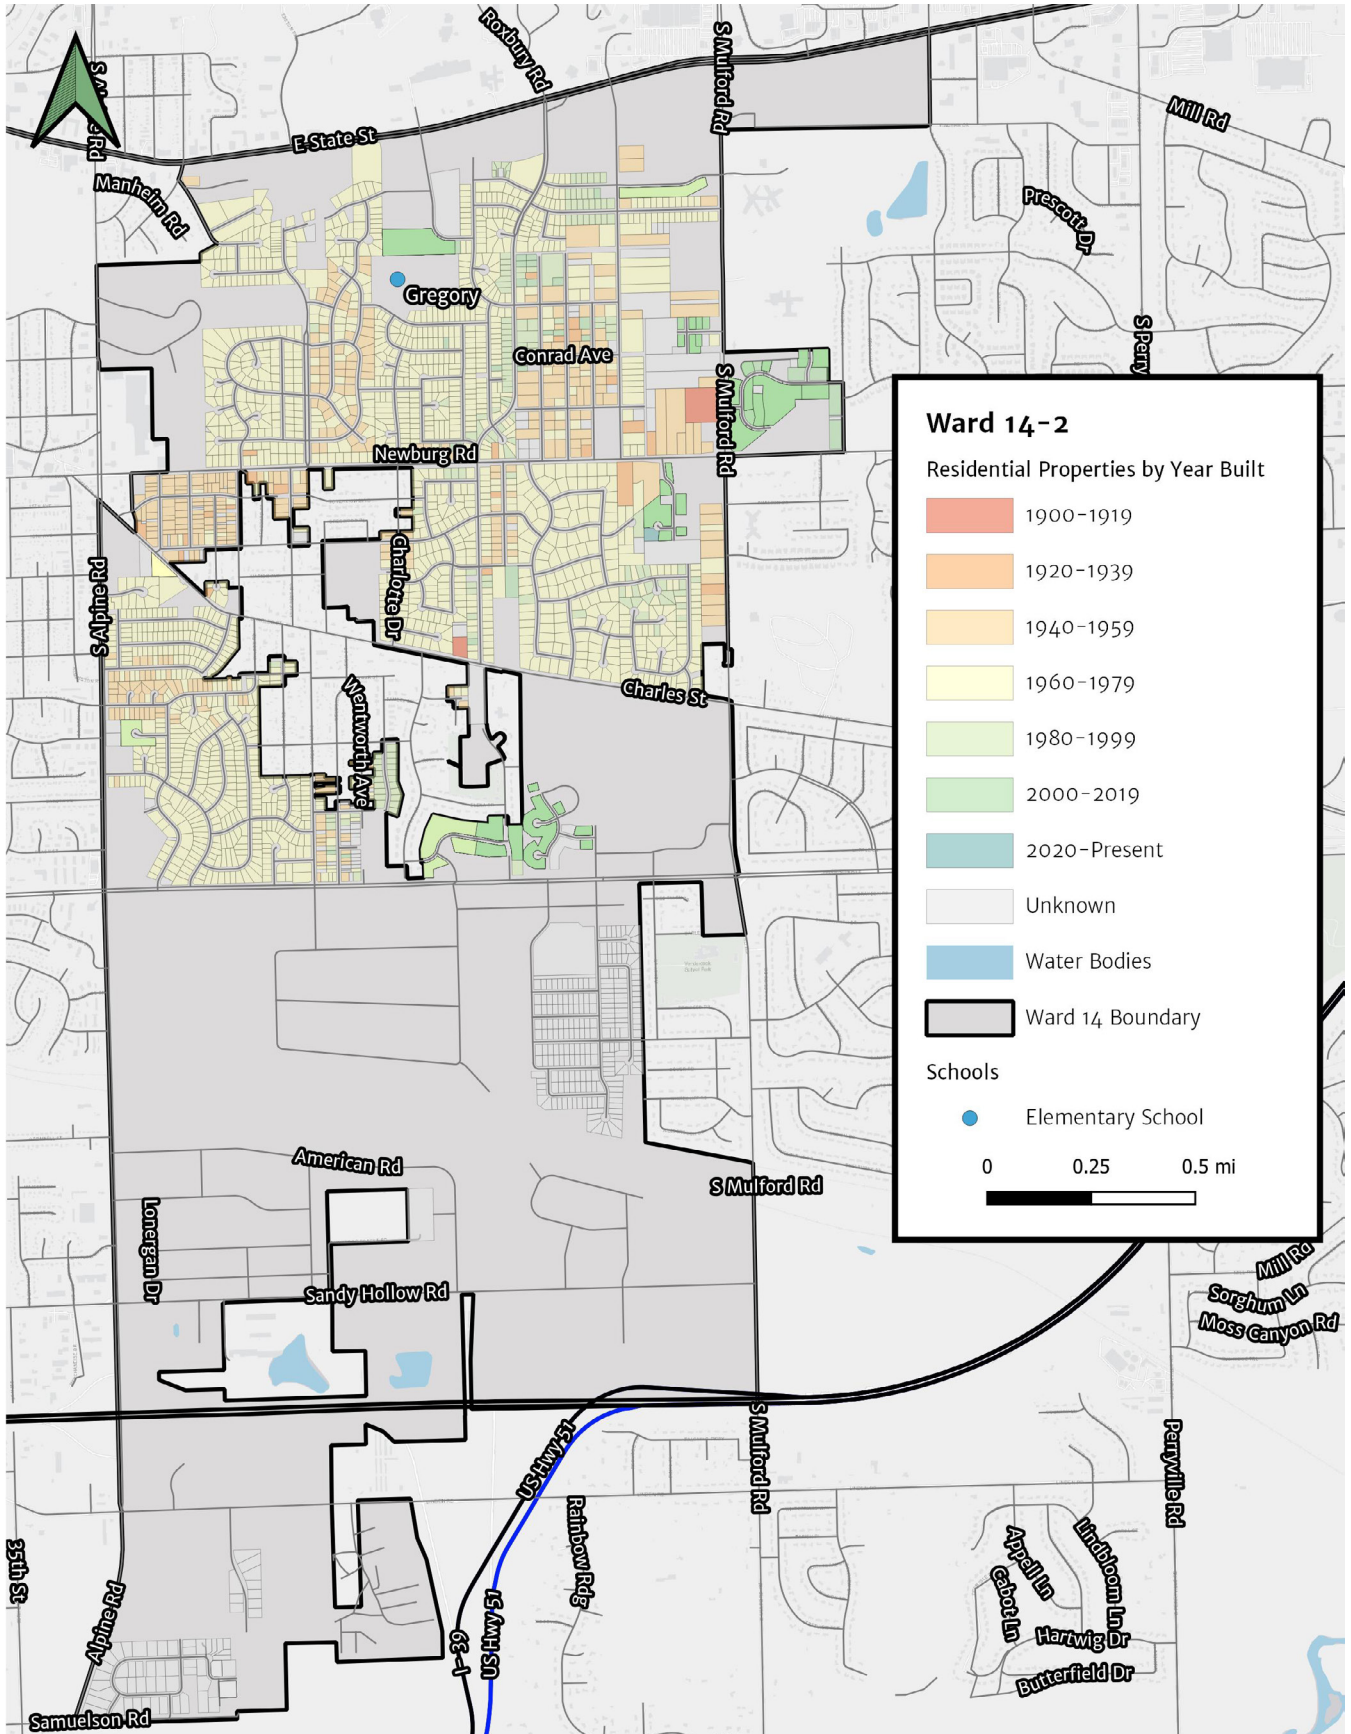 Roxbury Rd
S Mulford Rd
E State St
Mill Rd
Manheim Rd
Prescott Dr
Gregory
S Perry
Conrad Ave
S Mulford Rd
Newburg Rd
Charlotte Dr
S Alpine Rd
Wentworth Ave
Charles St
Ward 14-2
Residential Properties by Year Built
1900-1919
1920-1939
1940-1959
1960-1979
1980-1999
2000-2019
2020-Present
Unknown
Water Bodies
Ward 14 Boundary
Schools
Elementary School
0 0.25 0.5 mi
American Rd
S Mulford Rd
Lonergan Dr
Sandy Hollow Rd
Mill Rd
Sorghum Ln
Moss Canyon Rd
US Hwy 51
S Mulford Rd
Perryville Rd
Rainbow Rdg
35th St
Alpine Rd
I-39
US Hwy 51
Appell Ln
Lindbloom Ln
Cabot Ln
Hartwig Dr
Butterfield Dr
Samuelson Rd